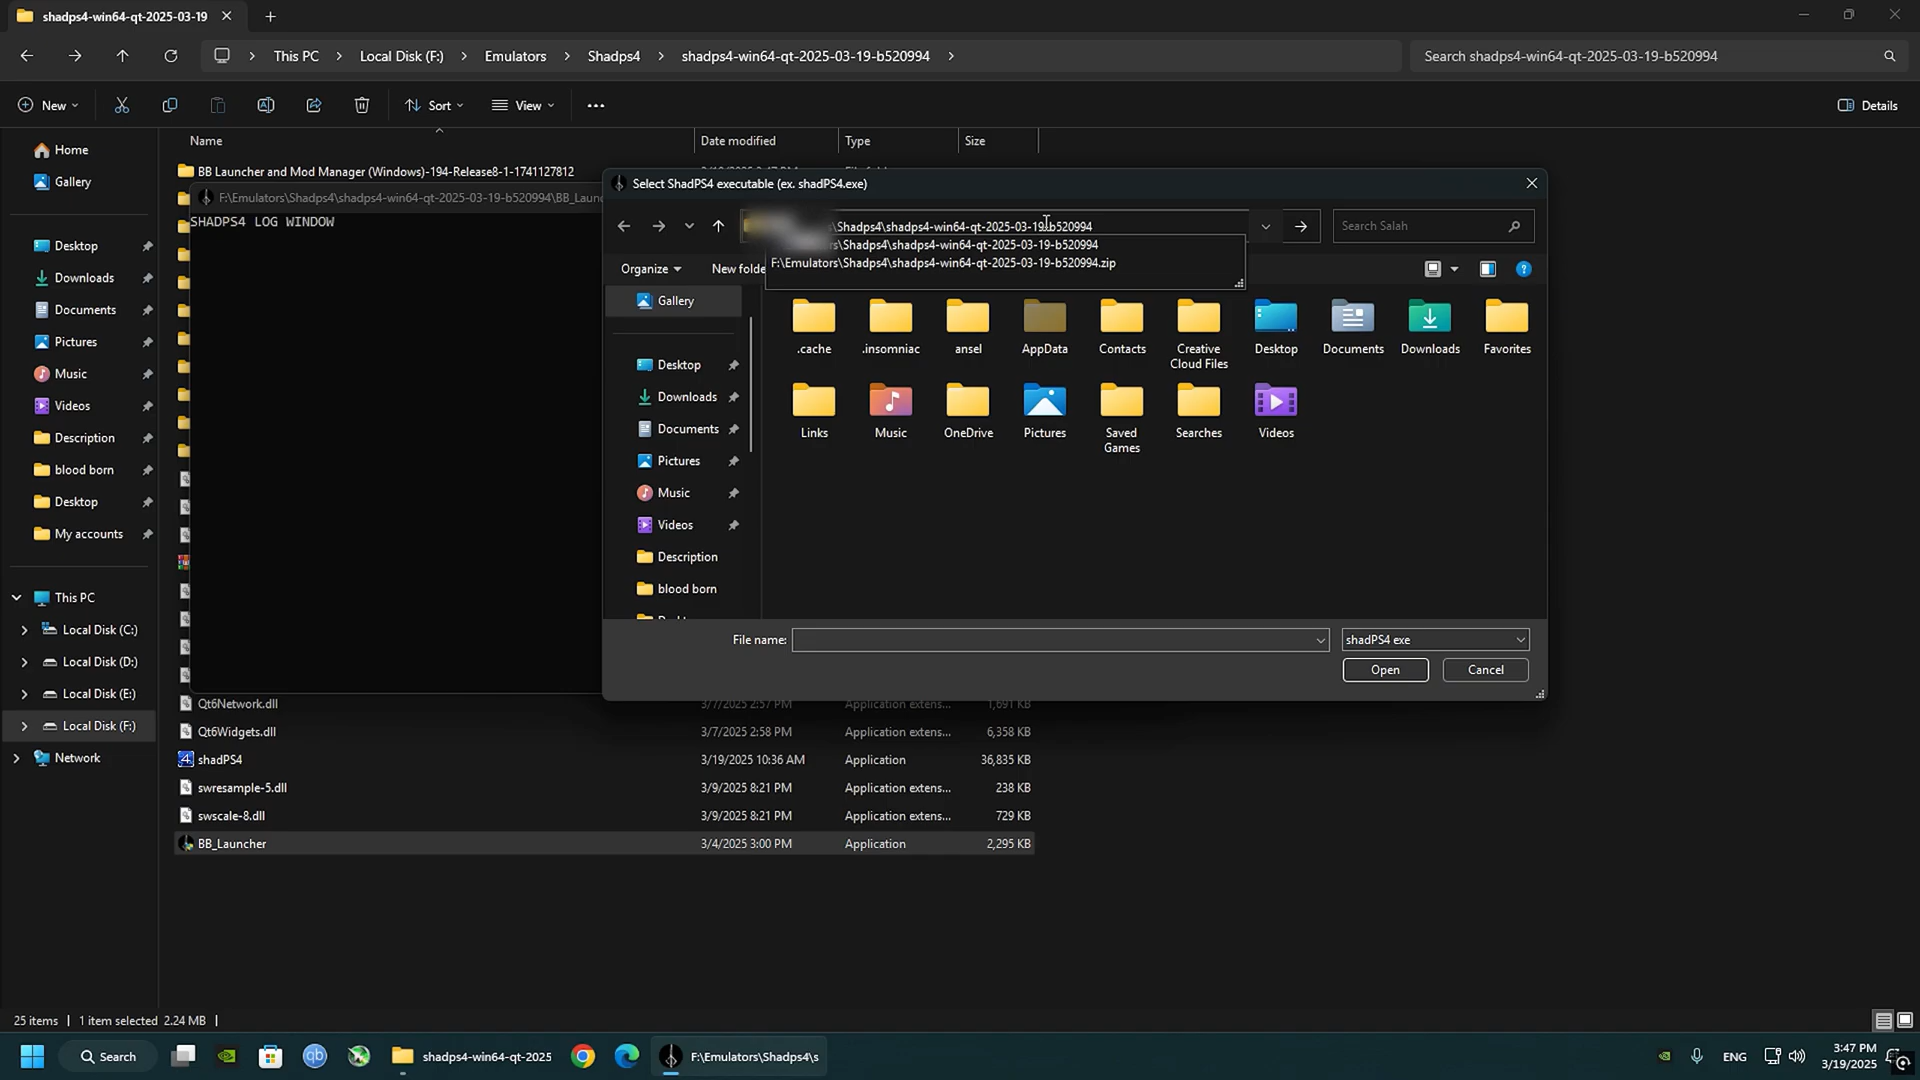 shadps4-win64-qt-2025-03-19
This PC
Local Disk (F:)
Emulators
Shadps4
shadps4-win64-qt-2025-03-19-b520994
Search shadps4-win64-qt-2025-03-19-b520994
New
Sort
View
Details
Name
Date modified
Type
Size
Home
Gallery
Desktop
Downloads
Documents
Pictures
Music
Videos
Description
blood born
Desktop
My accounts
This PC
Local Disk (C:)
Local Disk (D:)
Local Disk (E:)
Local Disk (F:)
Network
BB Launcher and Mod Manager (Windows)-194-Release8-1-1741127812
F:\Emulators\Shadps4\shadps4-win64-qt-2025-03-19-b520994\BB_Laun
SHADPS4 LOG WINDOW
Select ShadPS4 executable (ex. shadPS4.exe)
\Shadps4\shadps4-win64-qt-2025-03-19-b520994
\Shadps4\shadps4-win64-qt-2025-03-19-b520994
F:\Emulators\Shadps4\shadps4-win64-qt-2025-03-19-b520994.zip
Search Salah
Organize
New folde
Gallery
Desktop
Downloads
Documents
Pictures
Music
Videos
Description
blood born
.cache
.insomniac
ansel
AppData
Contacts
Creative
Cloud Files
Desktop
Documents
Downloads
Favorites
Links
Music
OneDrive
Pictures
Saved
Games
Searches
Videos
File name:
shadPS4 exe
Open
Cancel
Qt6Network.dll 3/7/2025 2:57 PM Application extens... 1,691 KB
Qt6Widgets.dll 3/7/2025 2:58 PM Application extens... 6,358 KB
shadPS4 3/19/2025 10:36 AM Application 36,835 KB
swresample-5.dll 3/9/2025 8:21 PM Application extens... 238 KB
swscale-8.dll 3/9/2025 8:21 PM Application extens... 729 KB
BB_Launcher 3/4/2025 3:00 PM Application 2,295 KB
25 items
1 item selected 2.24 MB
Search
shadps4-win64-qt-2025
F:\Emulators\Shadps4\s
ENG
3:47 PM
3/19/2025